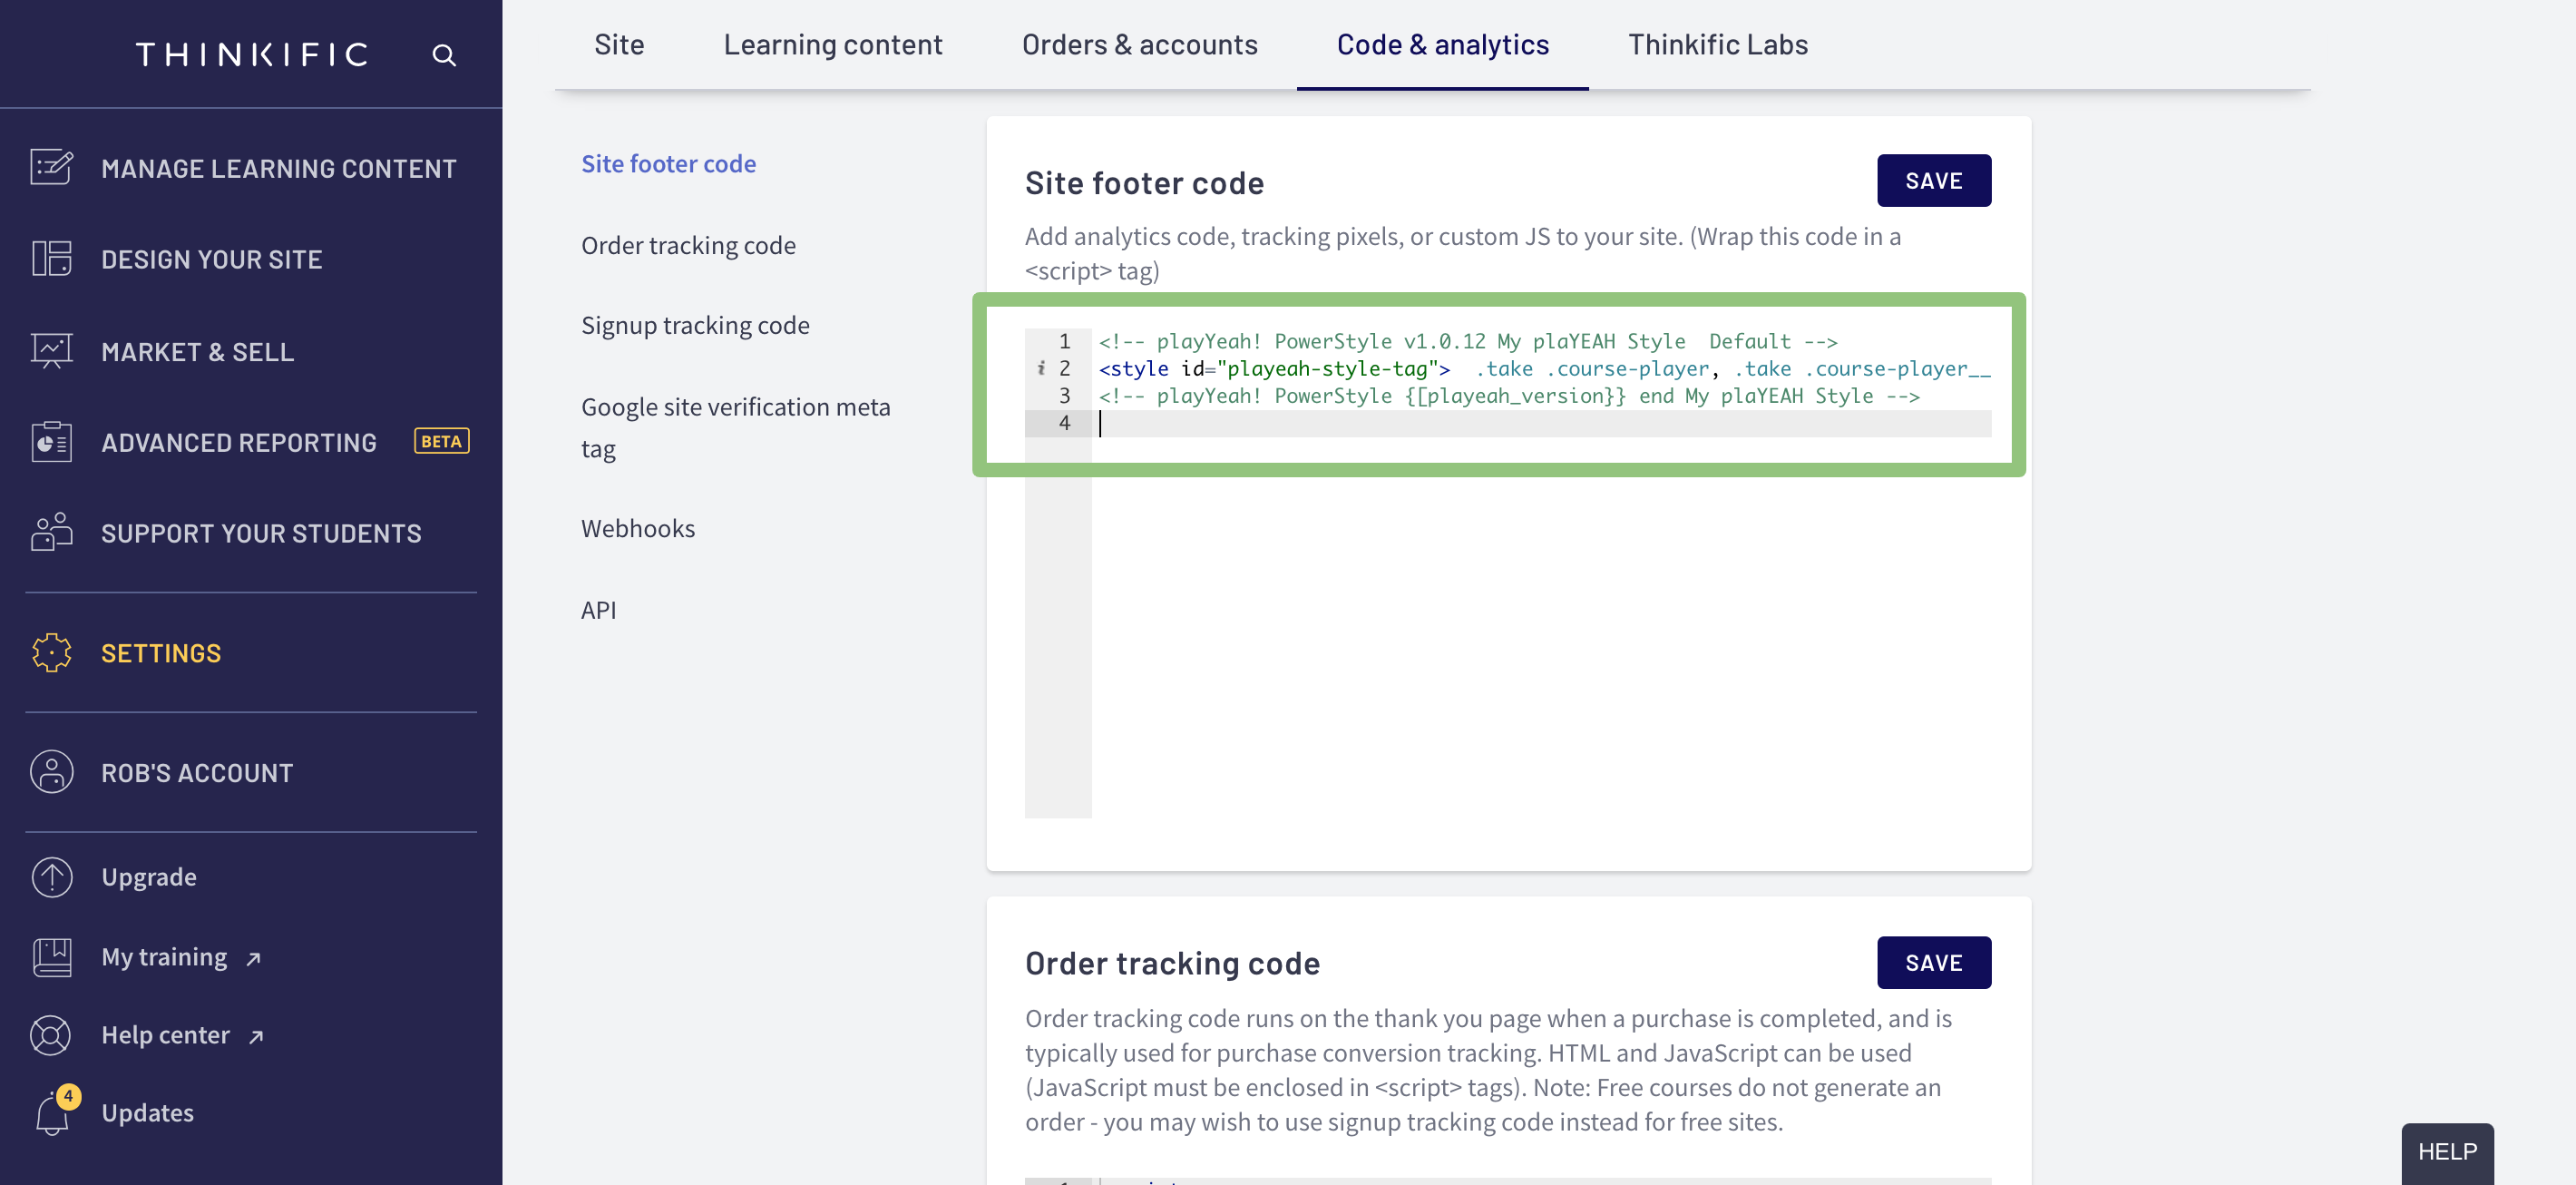 THINKIFIC
MANAGE LEARNING CONTENT
DESIGN YOUR SITE
MARKET & SELL
ADVANCED REPORTING BETA
SUPPORT YOUR STUDENTS
SETTINGS
ROB'S ACCOUNT
Upgrade
My training
Help center
4
Updates
Site Learning content Orders & accounts Code & analytics Thinkific Labs
Site footer code
Order tracking code
Signup tracking code
Google site verification meta
tag
Webhooks
API
Site footer code
SAVE
Add analytics code, tracking pixels, or custom JS to your site. (Wrap this code in a
<script> tag)
1 <!-- playYeah! PowerStyle v1.0.12 My plaYEAH Style  Default -->
i 2 <style id="playeah-style-tag">  .take .course-player, .take .course-player__
3 <!-- playYeah! PowerStyle {[playeah_version}} end My plaYEAH Style -->
4
Order tracking code
SAVE
Order tracking code runs on the thank you page when a purchase is completed, and is
typically used for purchase conversion tracking. HTML and JavaScript can be used
(JavaScript must be enclosed in <script> tags). Note: Free courses do not generate an
order - you may wish to use signup tracking code instead for free sites.
HELP